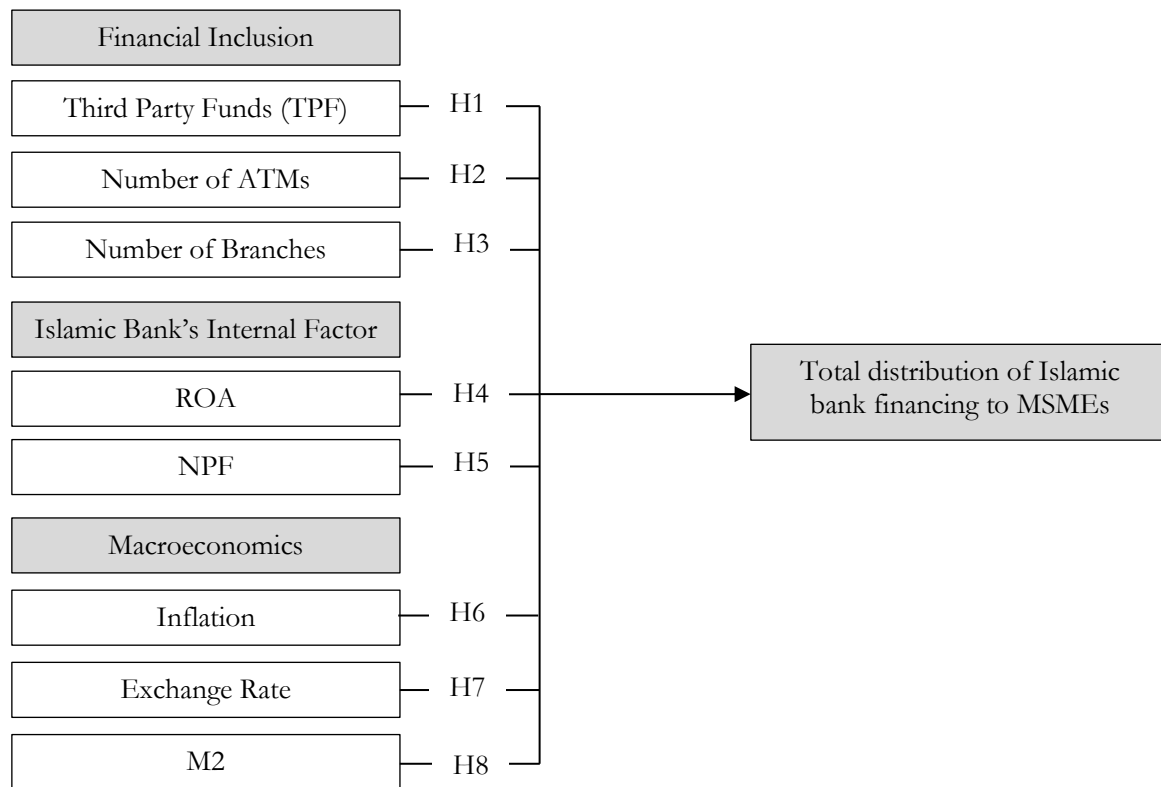 Financial Inclusion
Third Party Funds (TPF)
H1
Number of ATMs
H2
Number of Branches
H3
Islamic Bank’s Internal Factor
ROA
H4
Total distribution of Islamic
bank financing to MSMEs
NPF
H5
Macroeconomics
Inflation
H6
Exchange Rate
H7
M2
H8